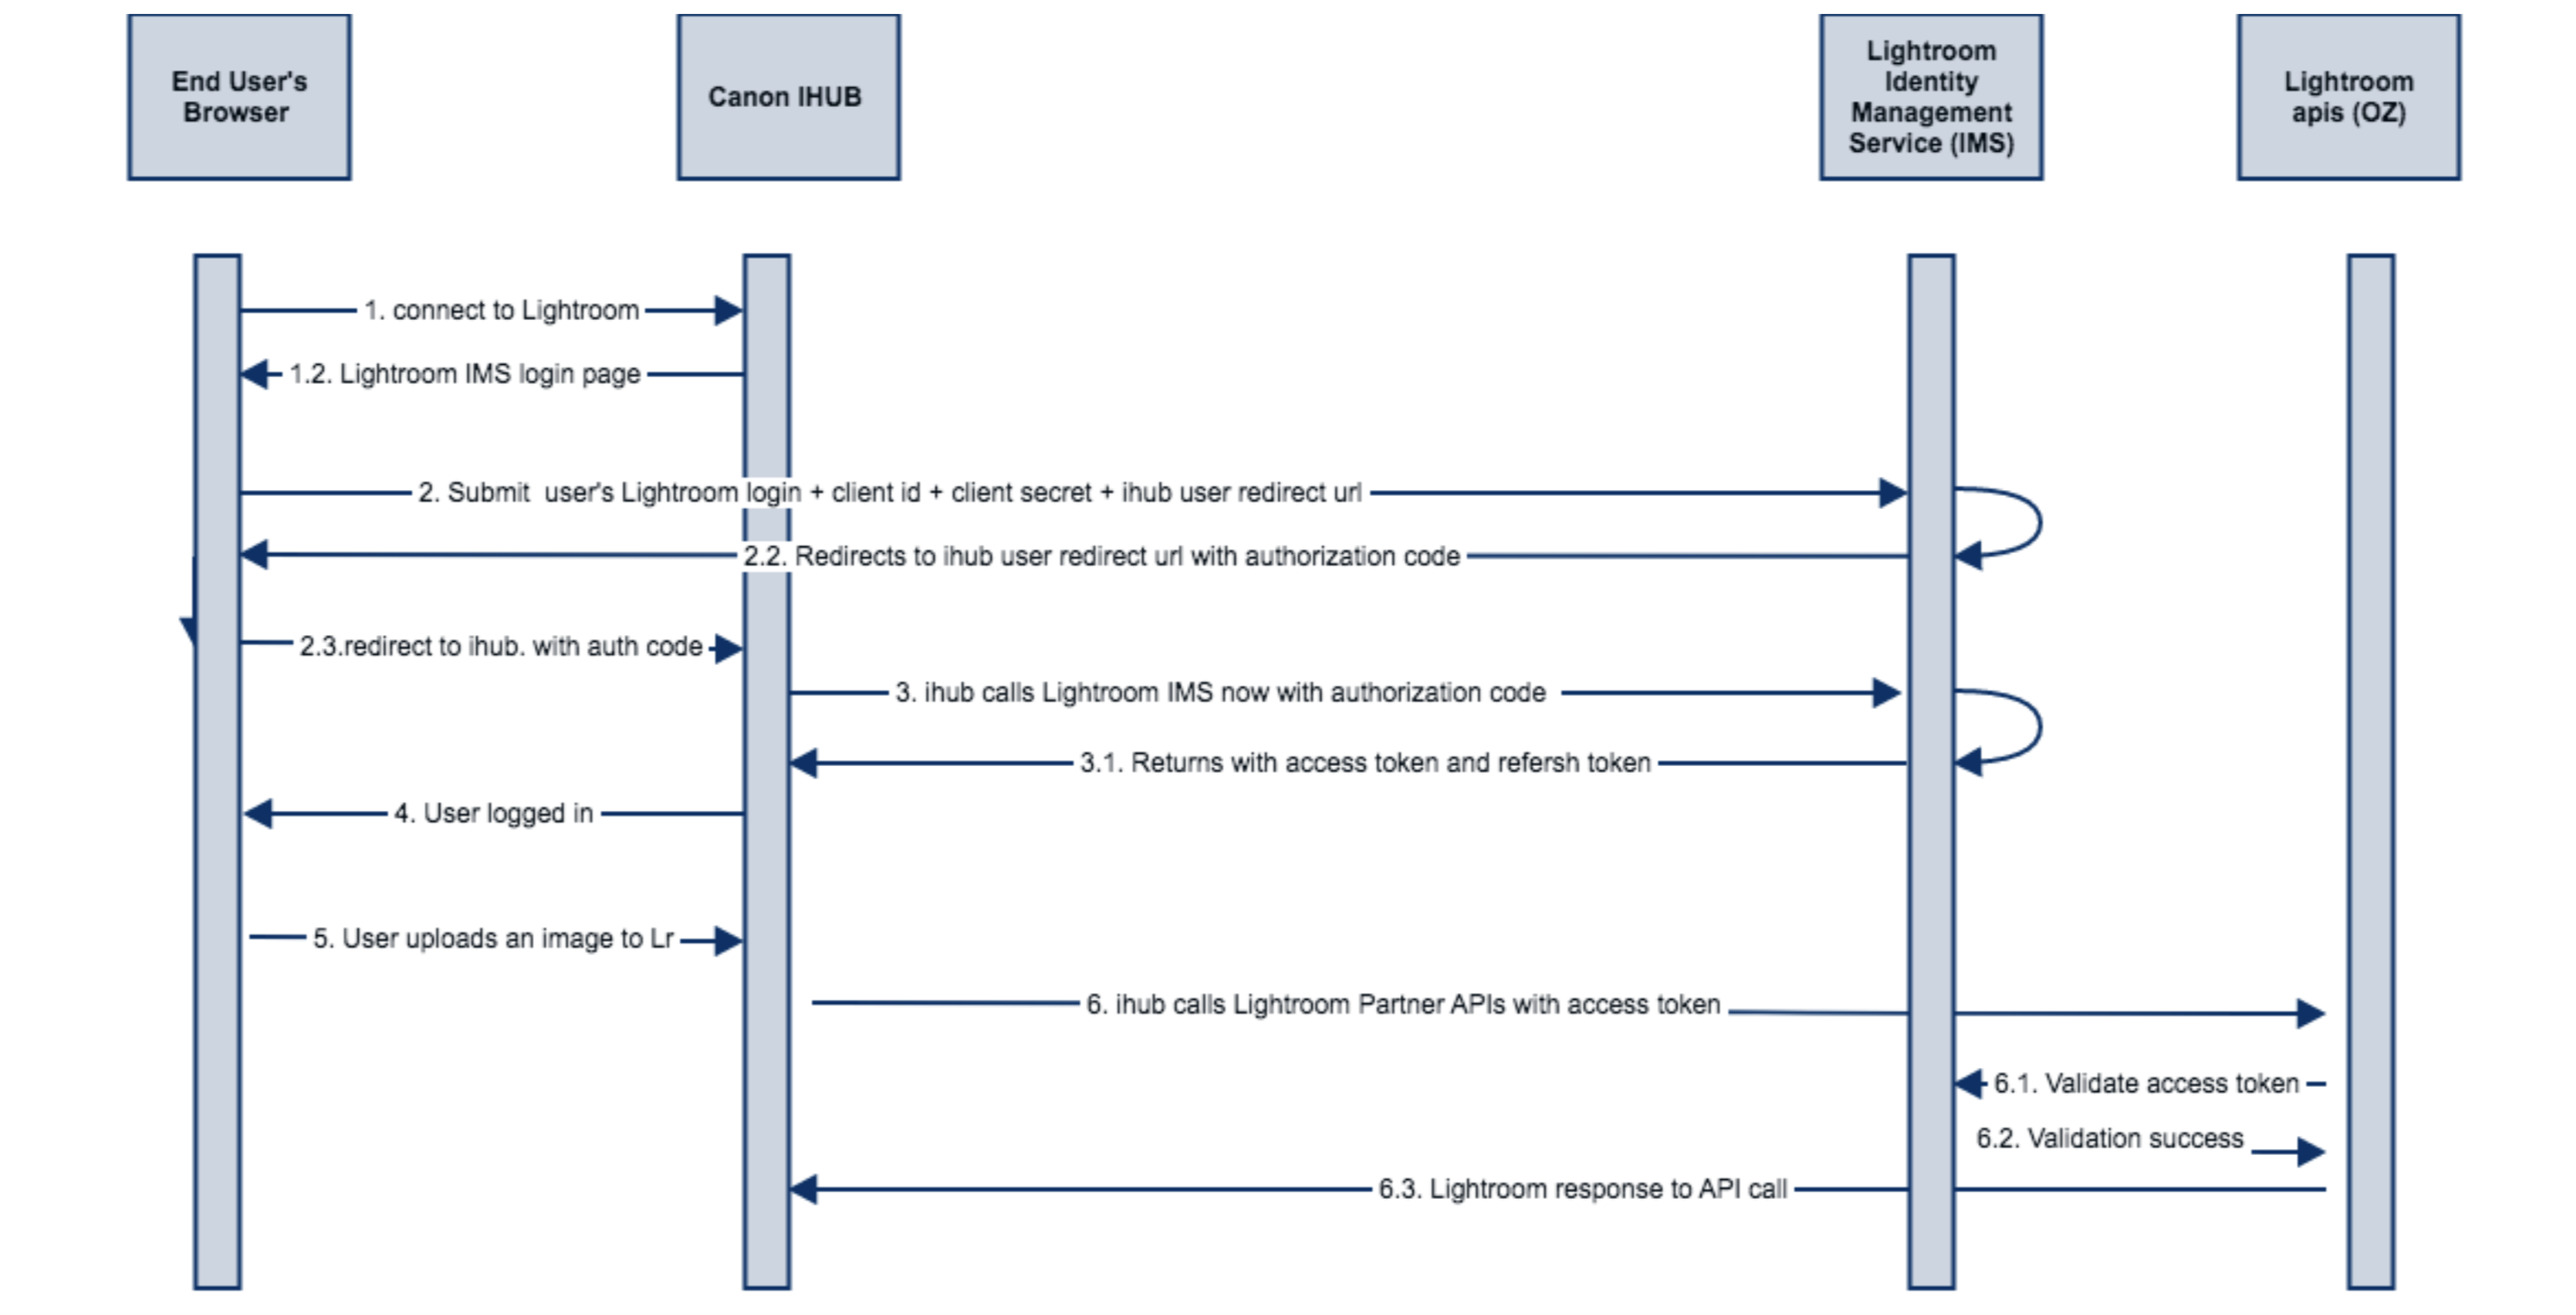 End User's
Browser
Canon IHUB
Lightroom
Identity
Management
Service (IMS)
Lightroom
apis (OZ)
1. connect to Lightroom
1.2. Lightroom IMS login page
2. Submit  user's Lightroom login + client id + client secret + ihub user redirect url
2.2. Redirects to ihub user redirect url with authorization code
2.3.redirect to ihub. with auth code
3. ihub calls Lightroom IMS now with authorization code
3.1. Returns with access token and refersh token
4. User logged in
5. User uploads an image to Lr
6. ihub calls Lightroom Partner APIs with access token
6.1. Validate access token
6.2. Validation success
6.3. Lightroom response to API call